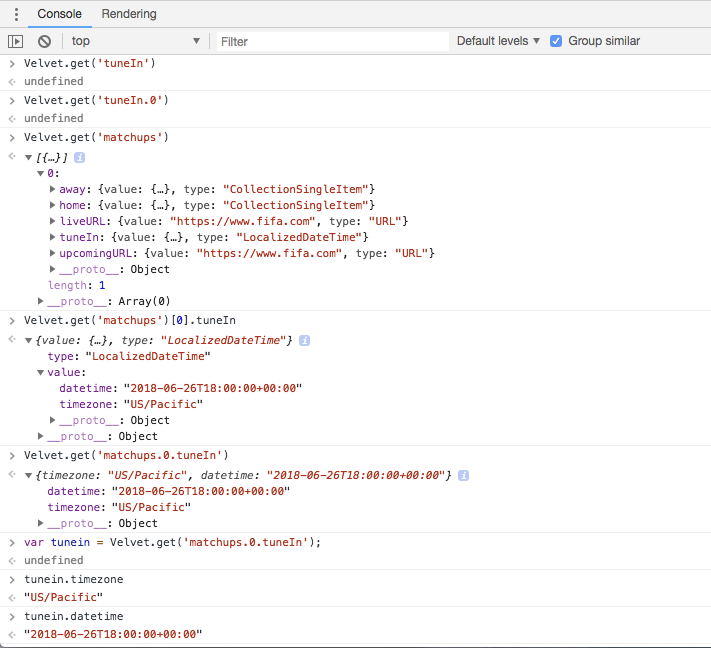 Console Rendering
top Filter Default levels Group similar
Velvet.get('tuneIn')
undefined
Velvet.get('tuneIn.0')
undefined
Velvet.get('matchups')
[{…}] i
0:
away: {value: {…}, type: "CollectionSingleItem"}
home: {value: {…}, type: "CollectionSingleItem"}
liveURL: {value: "https://www.fifa.com", type: "URL"}
tuneIn: {value: {…}, type: "LocalizedDateTime"}
upcomingURL: {value: "https://www.fifa.com", type: "URL"}
__proto__: Object
length: 1
__proto__: Array(0)
Velvet.get('matchups')[0].tuneIn
{value: {…}, type: "LocalizedDateTime"} i
type: "LocalizedDateTime"
value:
datetime: "2018-06-26T18:00:00+00:00"
timezone: "US/Pacific"
__proto__: Object
__proto__: Object
Velvet.get('matchups.0.tuneIn')
{timezone: "US/Pacific", datetime: "2018-06-26T18:00:00+00:00"} i
datetime: "2018-06-26T18:00:00+00:00"
timezone: "US/Pacific"
__proto__: Object
var tunein = Velvet.get('matchups.0.tuneIn');
undefined
tunein.timezone
"US/Pacific"
tunein.datetime
"2018-06-26T18:00:00+00:00"